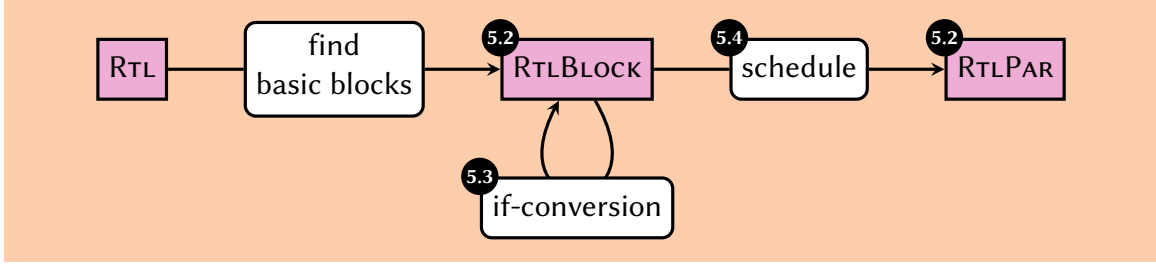 RTL
find
basic blocks
5.2
RTLBLOCK
5.4
schedule
5.2
RTLPAR
5.3
if-conversion